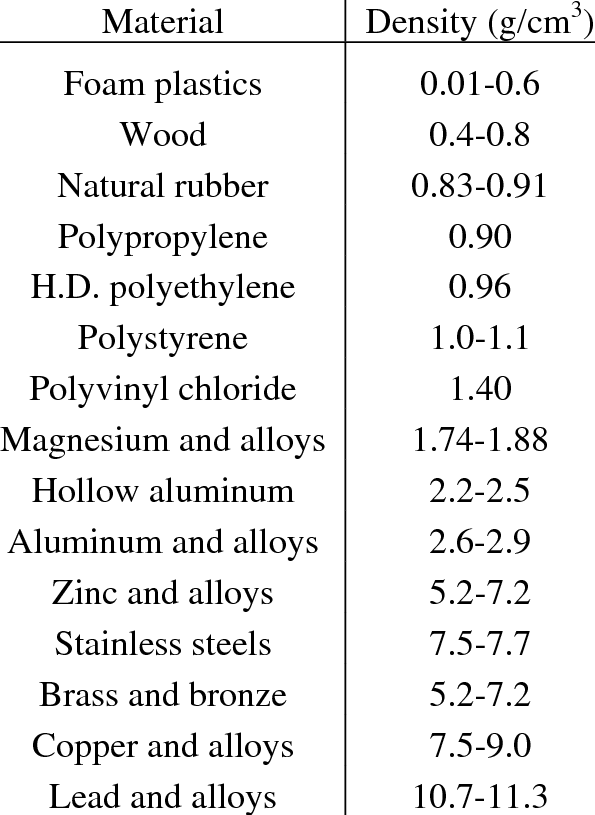 Material Density (g/cm³)
Foam plastics 0.01-0.6
Wood 0.4-0.8
Natural rubber 0.83-0.91
Polypropylene 0.90
H.D. polyethylene 0.96
Polystyrene 1.0-1.1
Polyvinyl chloride 1.40
Magnesium and alloys 1.74-1.88
Hollow aluminum 2.2-2.5
Aluminum and alloys 2.6-2.9
Zinc and alloys 5.2-7.2
Stainless steels 7.5-7.7
Brass and bronze 5.2-7.2
Copper and alloys 7.5-9.0
Lead and alloys 10.7-11.3